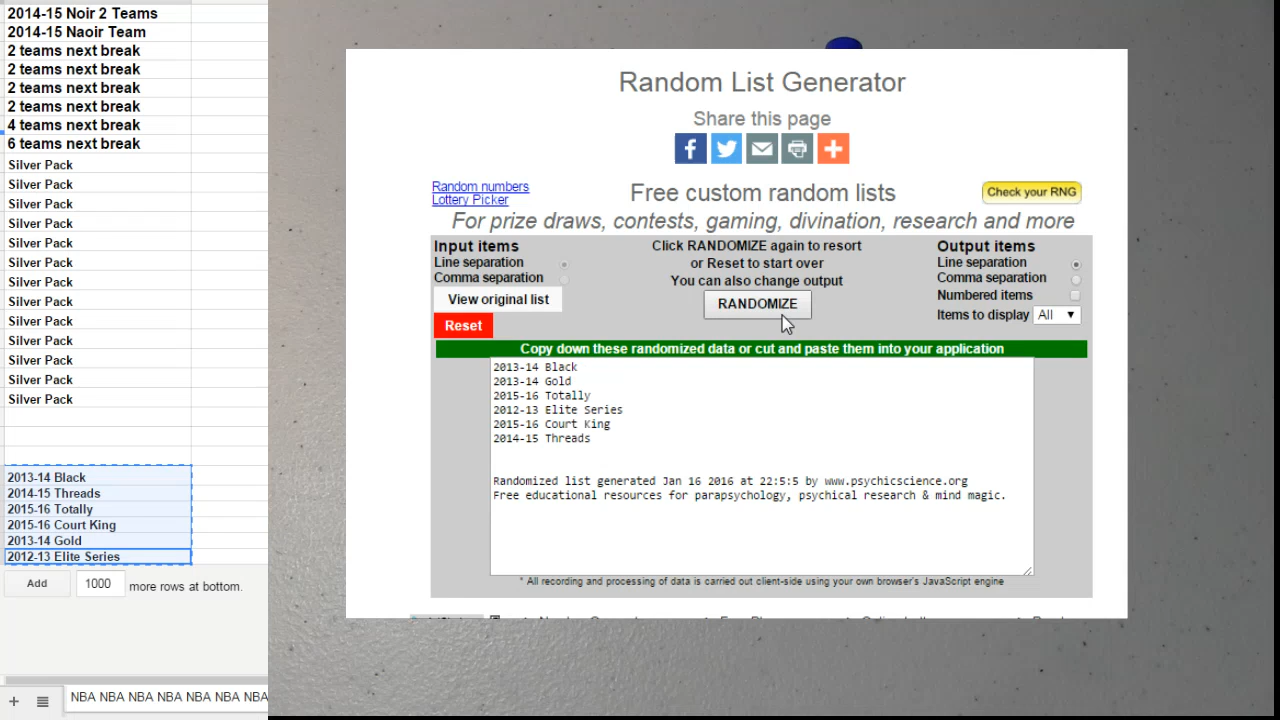 2014-15 Noir 2 Teams
2014-15 Naoir Team
2 teams next break
2 teams next break
2 teams next break
2 teams next break
4 teams next break
6 teams next break
Silver Pack
Silver Pack
Silver Pack
Silver Pack
Silver Pack
Silver Pack
Silver Pack
Silver Pack
Silver Pack
Silver Pack
Silver Pack
Silver Pack
Silver Pack
2013-14 Black
2014-15 Threads
2015-16 Totally
2015-16 Court King
2013-14 Gold
2012-13 Elite Series
Add 1000 more rows at bottom.
NBA NBA NBA NBA NBA NBA NBA
Random List Generator
Share this page
Random numbers
Lottery Picker
Free custom random lists
Check your RNG
For prize draws, contests, gaming, divination, research and more
Input items
Line separation
Comma separation
View original list
Reset
Click RANDOMIZE again to resort
or Reset to start over
You can also change output
RANDOMIZE
Output items
Line separation
Comma separation
Numbered items
Items to display All
Copy down these randomized data or cut and paste them into your application
2013-14 Black
2013-14 Gold
2015-16 Totally
2012-13 Elite Series
2015-16 Court King
2014-15 Threads
Randomized list generated Jan 16 2016 at 22:5:5 by www.psychicscience.org
Free educational resources for parapsychology, psychical research & mind magic.
* All recording and processing of data is carried out client-side using your own browser's JavaScript engine